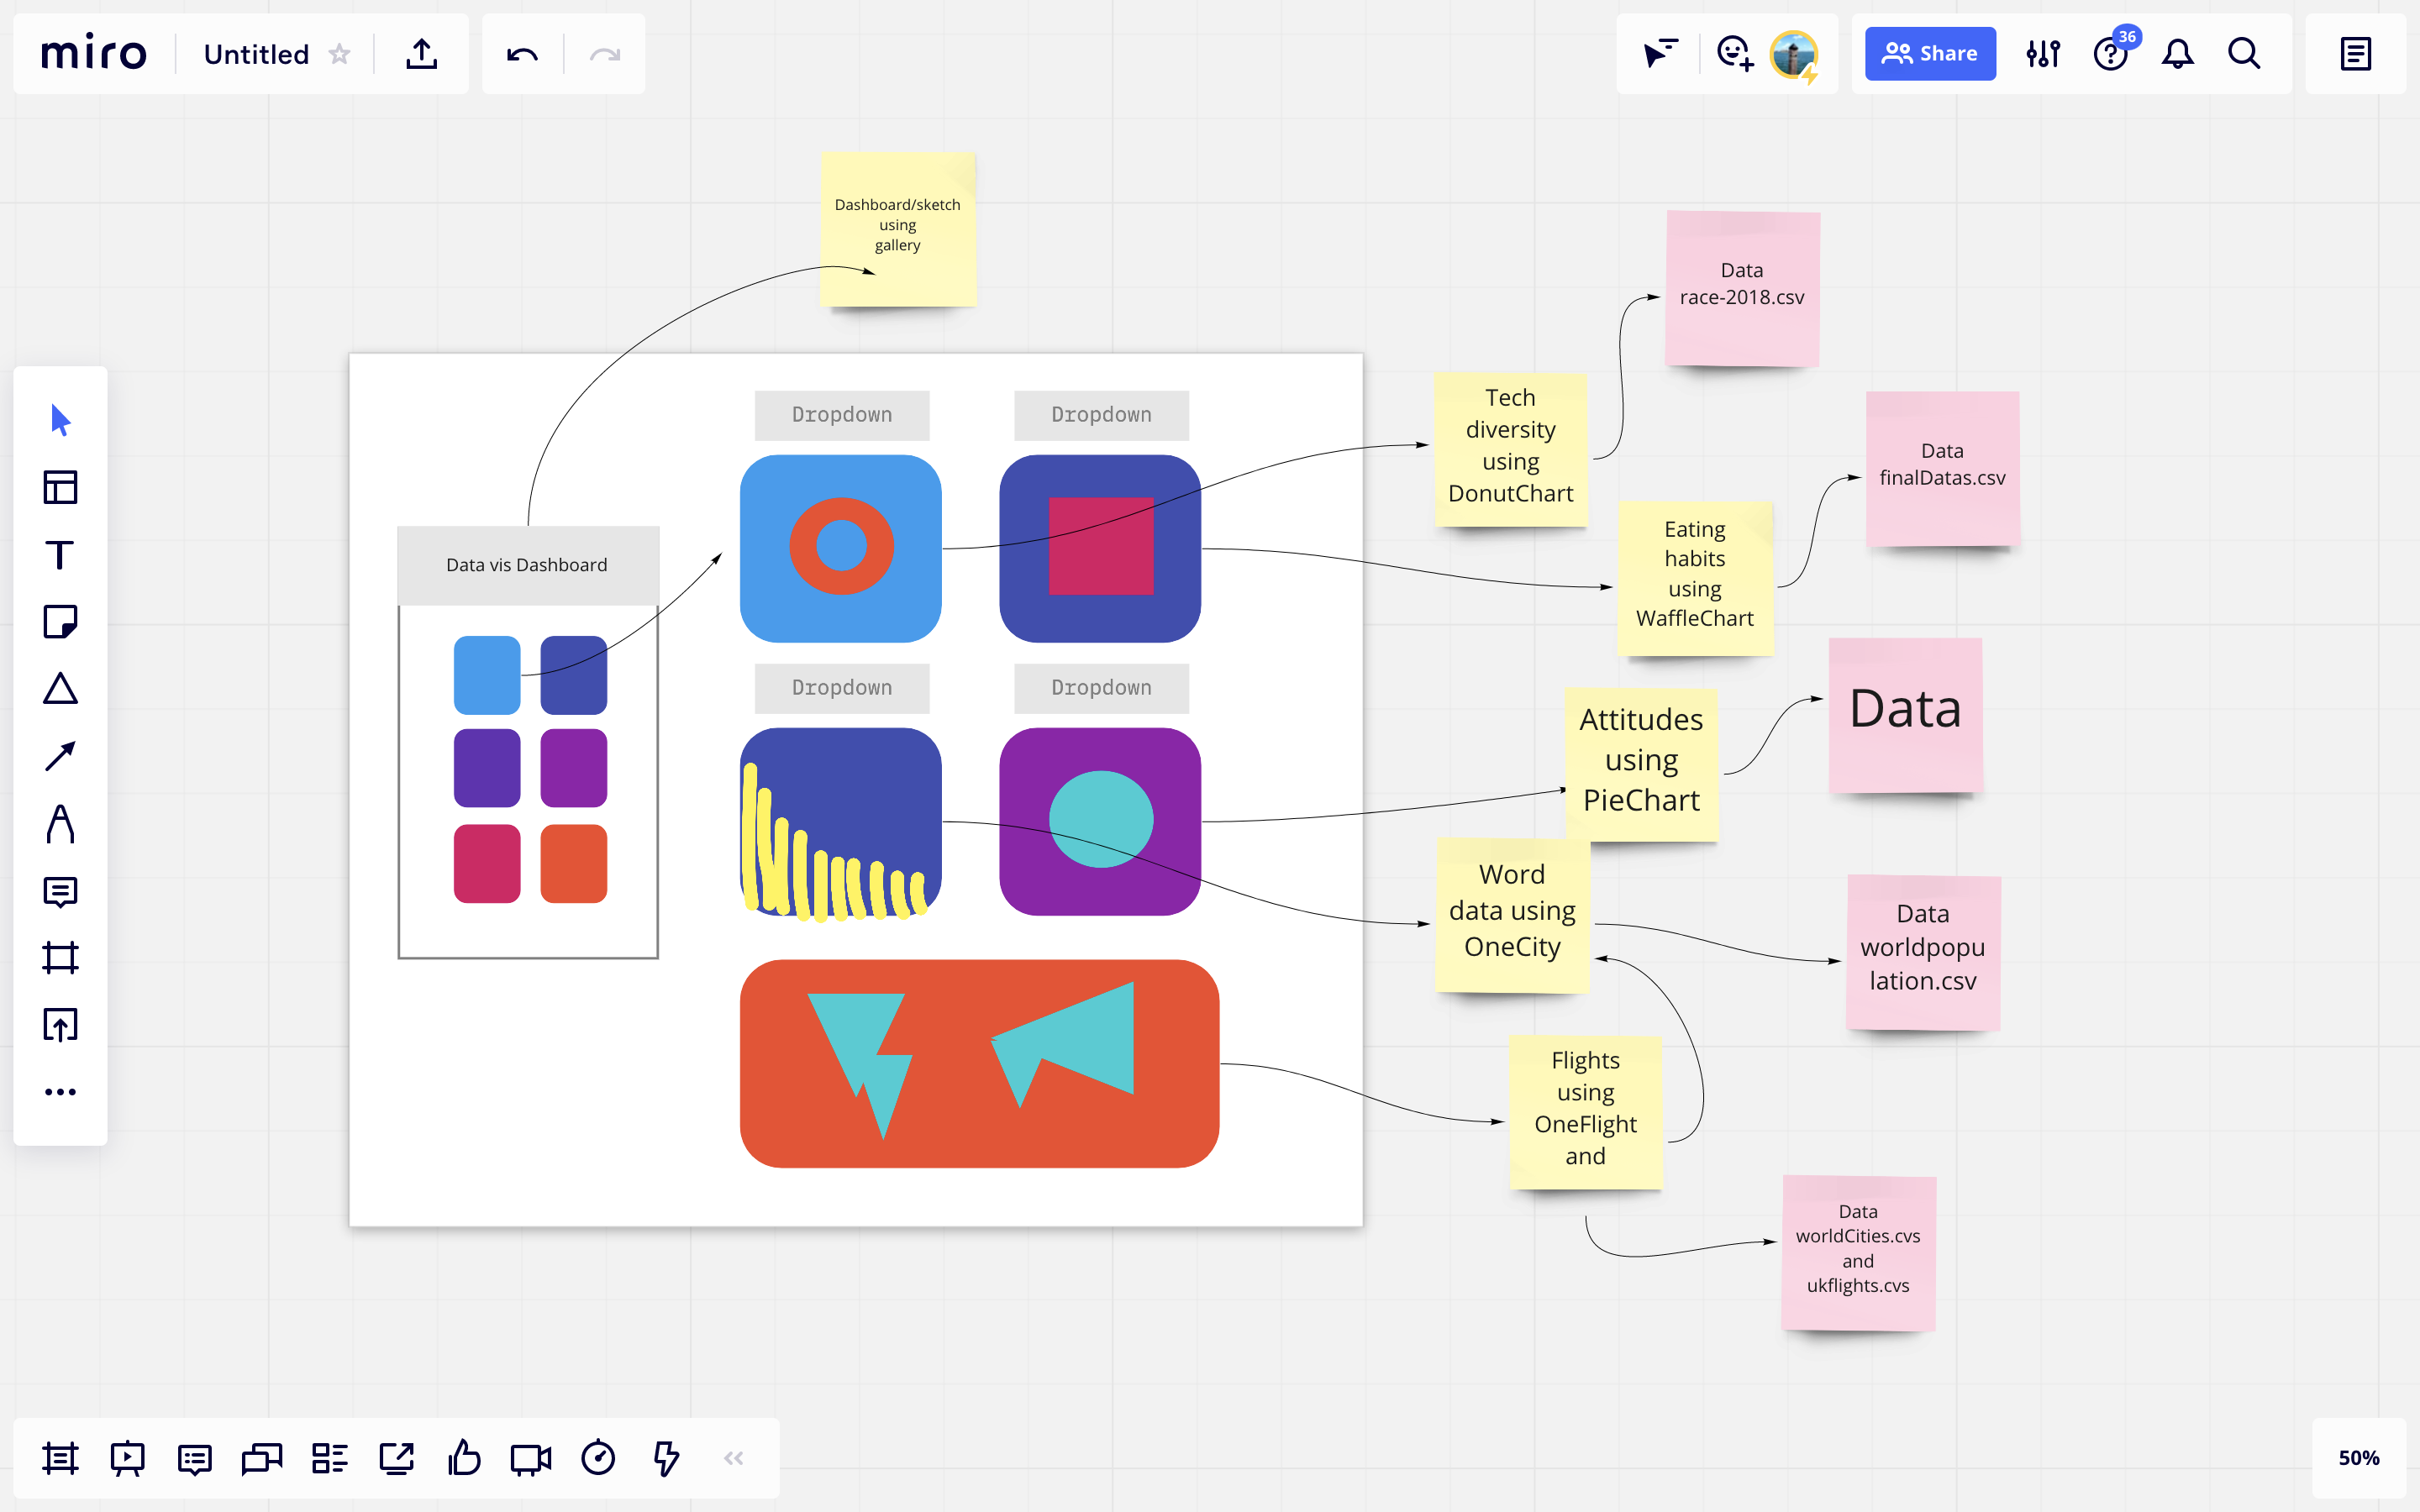 miro
Untitled
Share
36
Dashboard/sketch
using
gallery
Data
race-2018.csv
Dropdown
Dropdown
Tech
diversity
using
DonutChart
Data
finalDatas.csv
Data vis Dashboard
Eating
habits
using
WaffleChart
Dropdown
Dropdown
Attitudes
using
PieChart
Data
Word
data using
OneCity
Data
worldpopu
lation.csv
Flights
using
OneFlight
and
Data
worldCities.cvs
and
ukflights.cvs
50%